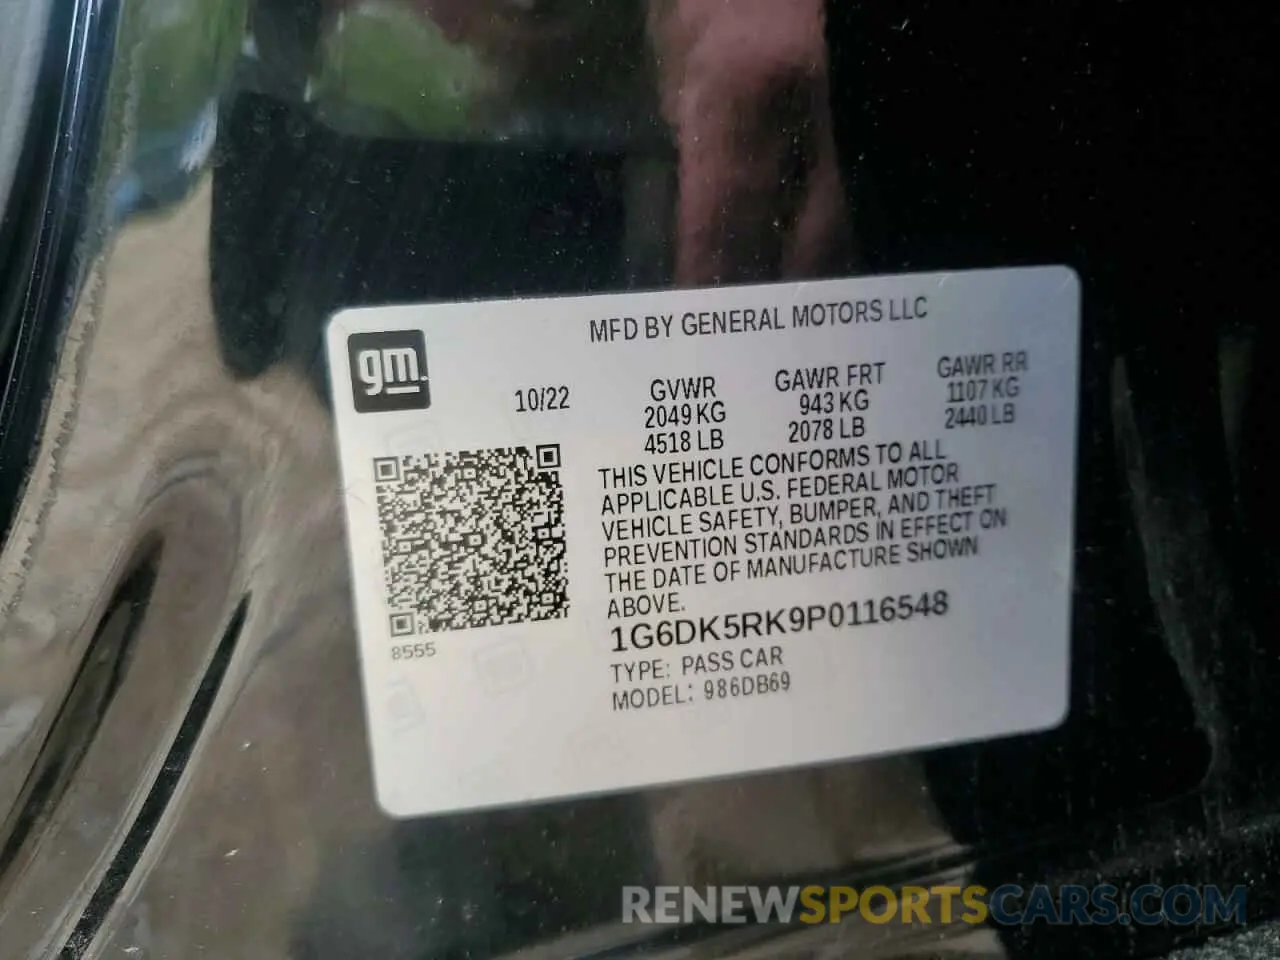 MFD BY GENERAL MOTORS LLC
gm
10/22
GVWR
2049 KG
4518 LB
GAWR FRT
943 KG
2078 LB
GAWR RR
1107 KG
2440 LB
THIS VEHICLE CONFORMS TO ALL
APPLICABLE U.S. FEDERAL MOTOR
VEHICLE SAFETY, BUMPER, AND THEFT
PREVENTION STANDARDS IN EFFECT ON
THE DATE OF MANUFACTURE SHOWN
ABOVE.
1G6DK5RK9P0116548
8555
TYPE: PASS CAR
MODEL: 986DB69
RENEWSPORTSCARS.COM